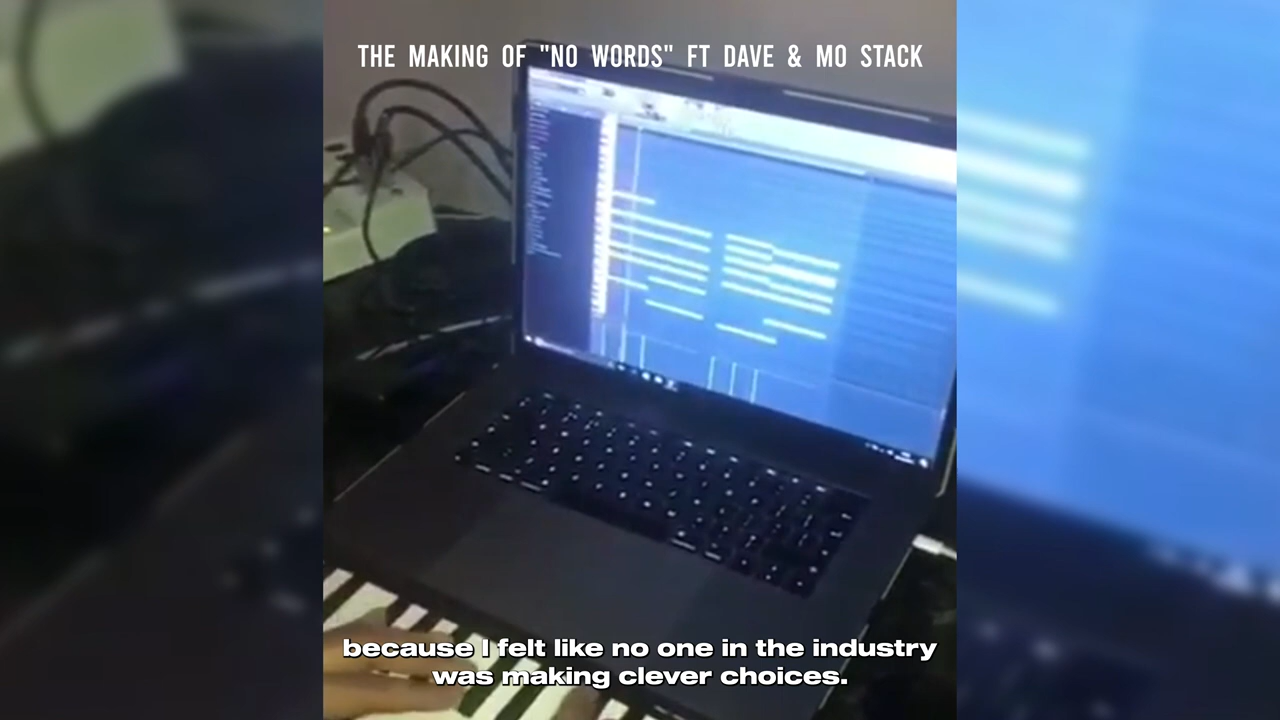 THE MAKING OF "NO WORDS" FT DAVE & MO STACK
because I felt like no one in the industry
was making clever choices.